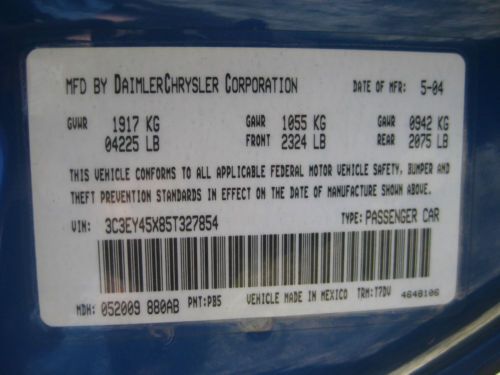 MFD BY DAIMLERCHRYSLER CORPORATION DATE OF MFR: 5-04
GVWR 1917 KG GAWR 1055 KG GAWR 0942 KG
04225 LB FRONT 2324 LB REAR 2075 LB
THIS VEHICLE CONFORMS TO ALL APPLICABLE FEDERAL MOTOR VEHICLE SAFETY, BUMPER AND
THEFT PREVENTION STANDARDS IN EFFECT ON THE DATE OF MANUFACTURE SHOWN ABOVE.
VIN: 3C3EY45X85T327854 TYPE: PASSENGER CAR
MDH: 052009 880AB PNT: PB5 VEHICLE MADE IN MEXICO TRM: T7DV 4648106